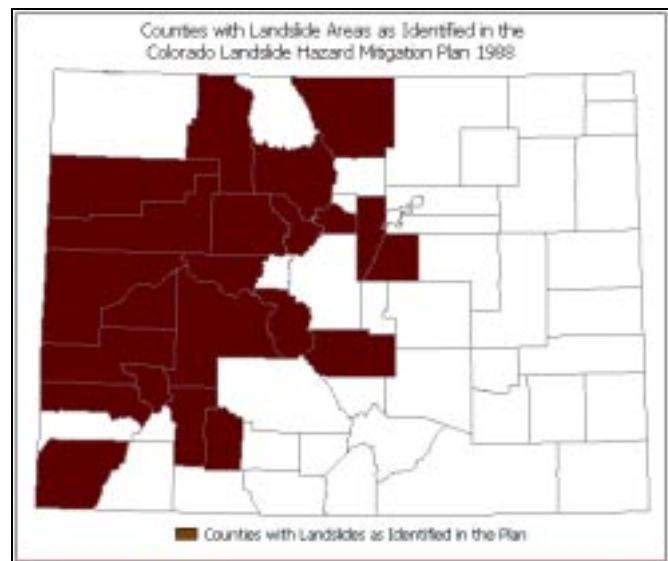 Counties with Landslide Areas as Identified in the
Colorado Landslide Hazard Mitigation Plan 1988
Counties with Landslides as Identified in the Plan